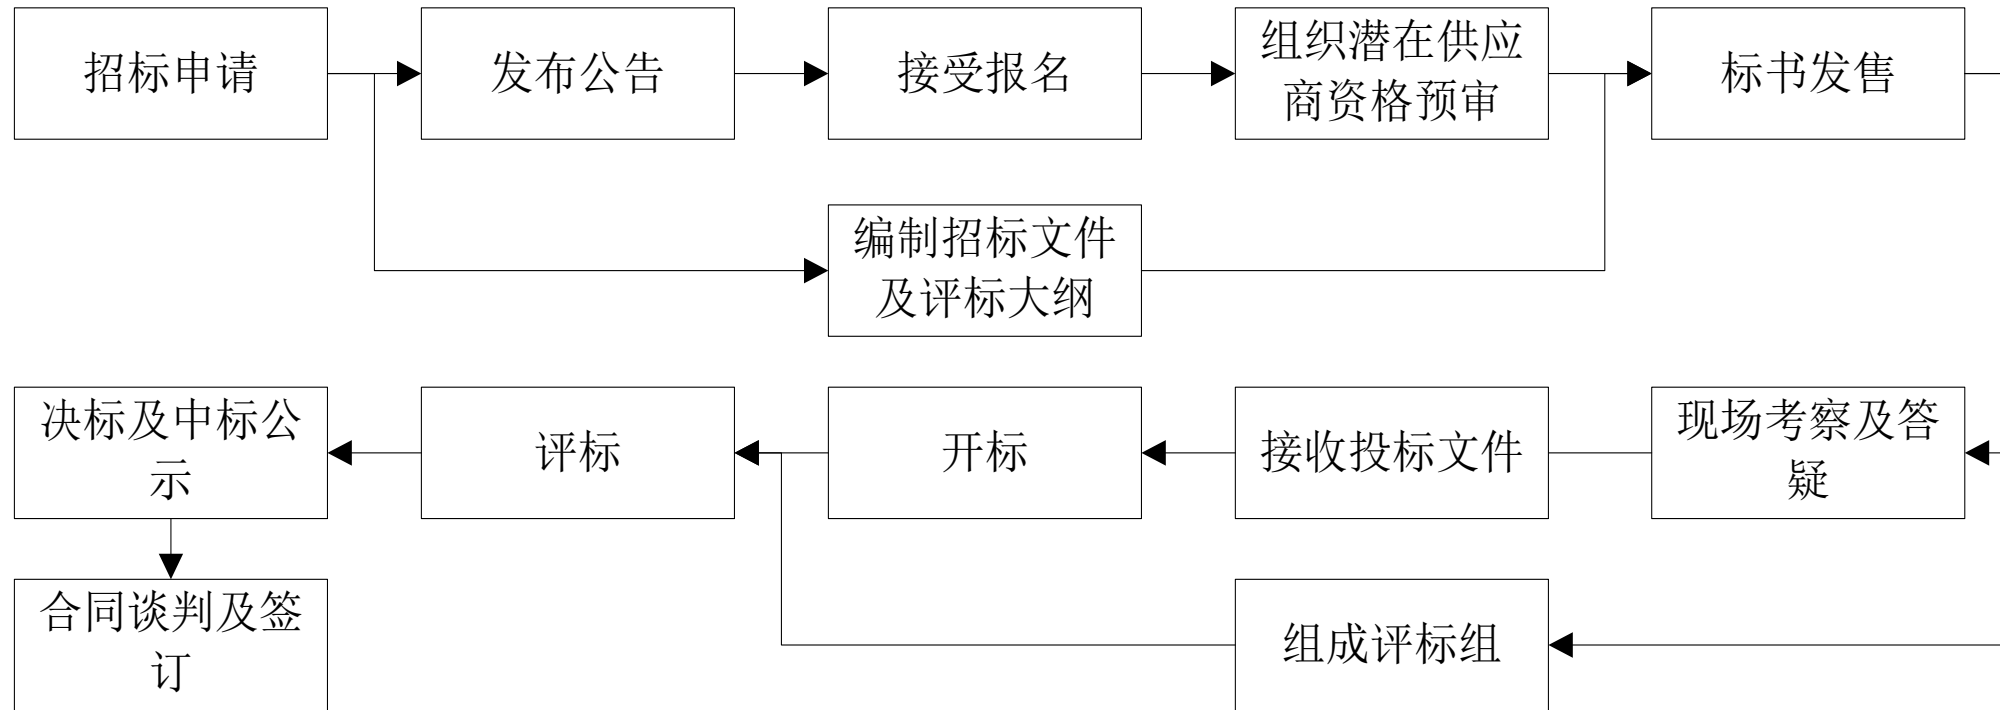 招标申请
发布公告
接受报名
组织潜在供应
商资格预审
标书发售
编制招标文件
及评标大纲
决标及中标公
示
评标
开标
接收投标文件
现场考察及答
疑
合同谈判及签
订
组成评标组